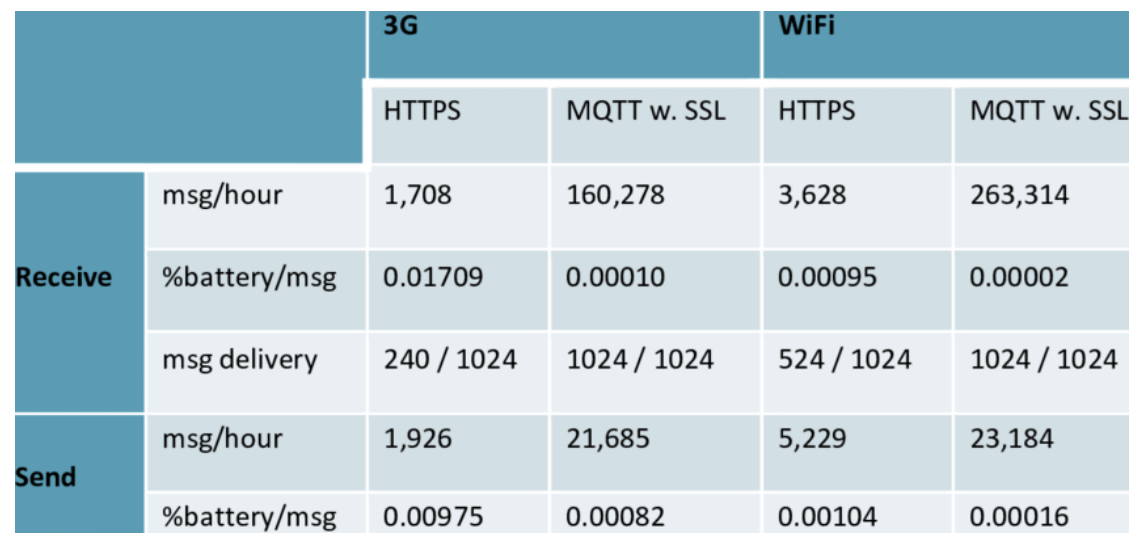 3G WiFi
HTTPS MQTT w. SSL HTTPS MQTT w. SSL
Receive msg/hour 1,708 160,278 3,628 263,314
%battery/msg 0.01709 0.00010 0.00095 0.00002
msg delivery 240 / 1024 1024 / 1024 524 / 1024 1024 / 1024
Send msg/hour 1,926 21,685 5,229 23,184
%battery/msg 0.00975 0.00082 0.00104 0.00016